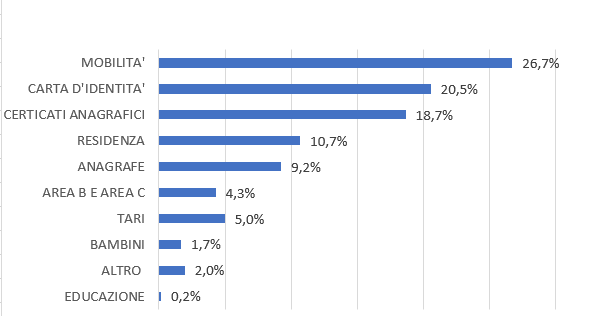 MOBILITA' 26,7%
CARTA D'IDENTITA' 20,5%
CERTICATI ANAGRAFICI 18,7%
RESIDENZA 10,7%
ANAGRAFE 9,2%
AREA B E AREA C 4,3%
TARI 5,0%
BAMBINI 1,7%
ALTRO 2,0%
EDUCAZIONE 0,2%